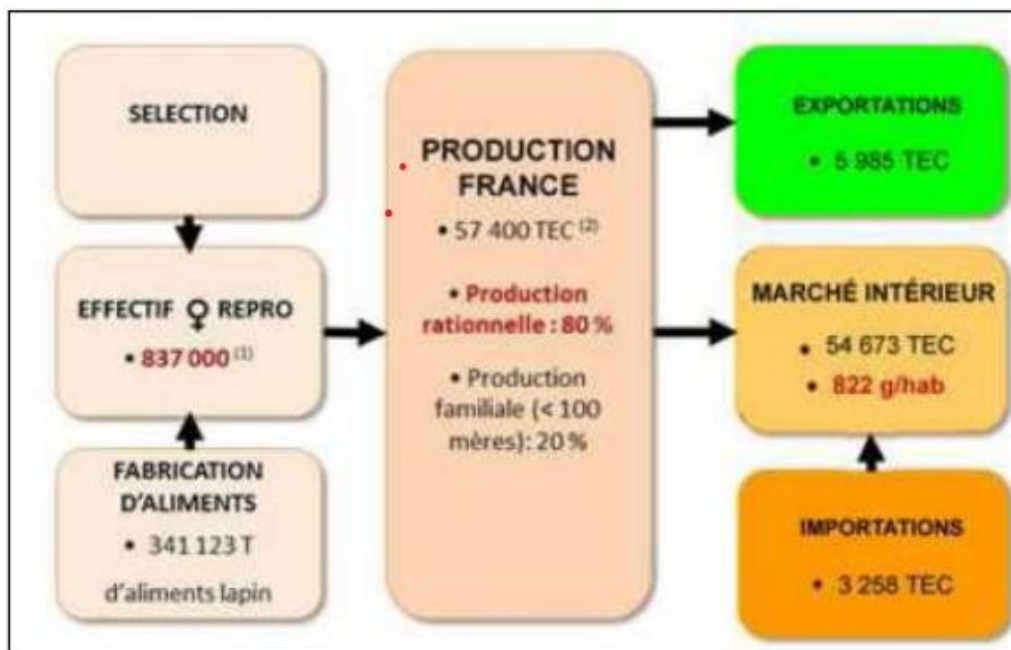 SELECTION
EFFECTIF ♀ REPRO
• 837 000 (1)
FABRICATION
D'ALIMENTS
• 341 123 T
d'aliments lapin
PRODUCTION
FRANCE
• 57 400 TEC (2)
• Production
rationnelle : 80 %
• Production
familiale (< 100
mères): 20 %
EXPORTATIONS
• 5 985 TEC
MARCHÉ INTÉRIEUR
• 54 673 TEC
• 822 g/hab
IMPORTATIONS
• 3 258 TEC